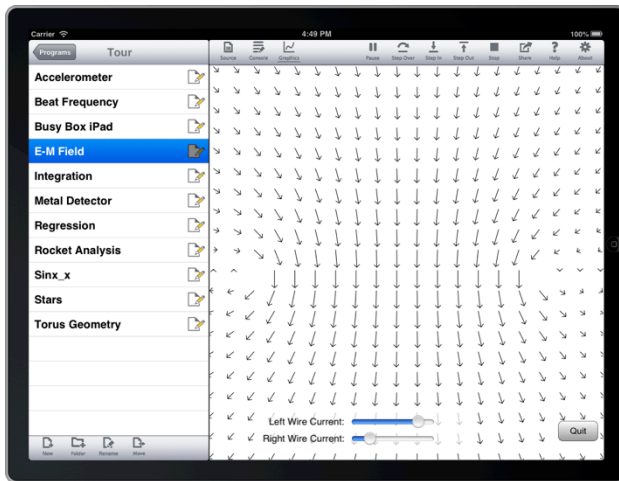 Carrier 4:49 PM 100%
Programs Tour
Source Console Graphics Pause Step Over Step In Step Out Stop Share Help About
Accelerometer
Beat Frequency
Busy Box iPad
E-M Field
Integration
Metal Detector
Regression
Rocket Analysis
Sinx_x
Stars
Torus Geometry
Left Wire Current:
Right Wire Current:
Quit
New Folder Rename Move